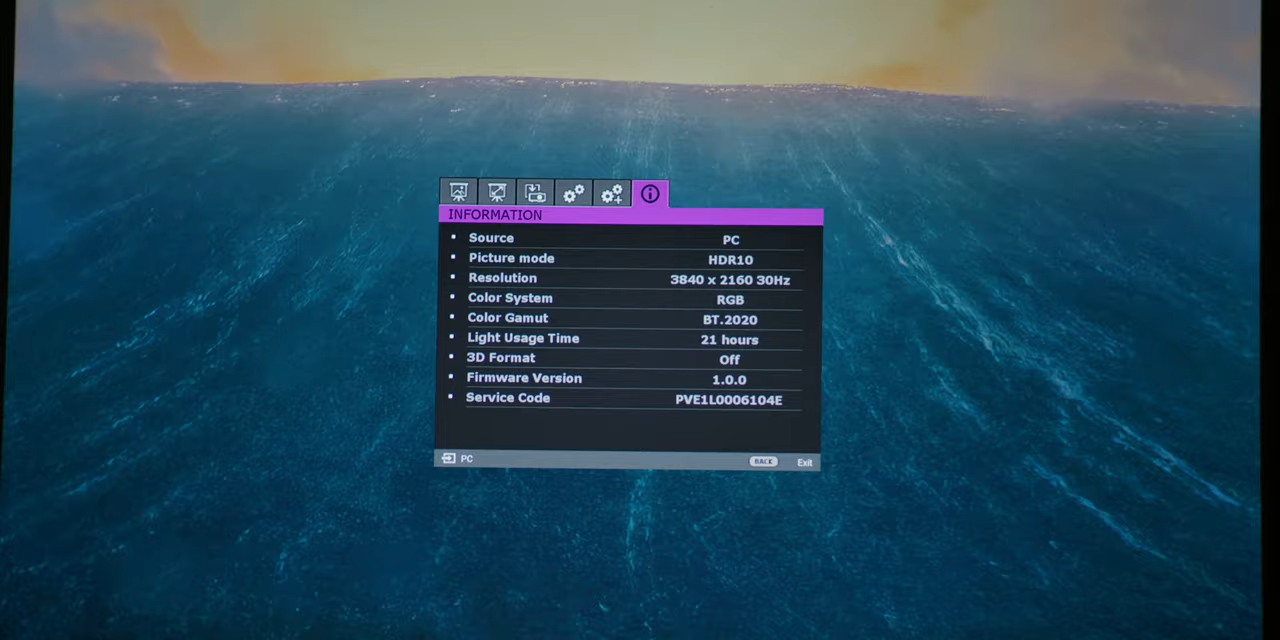 INFORMATION
Source PC
Picture mode HDR10
Resolution 3840 x 2160 30Hz
Color System RGB
Color Gamut BT.2020
Light Usage Time 21 hours
3D Format Off
Firmware Version 1.0.0
Service Code PVE1L0006104E
PC BACK Exit